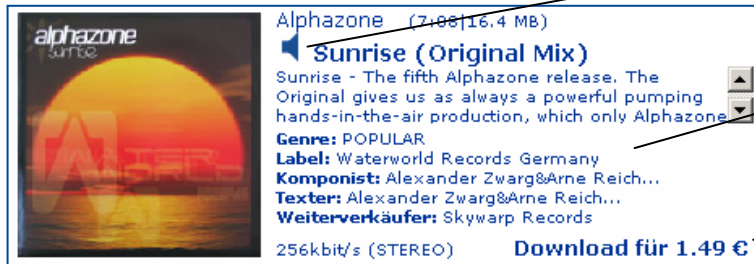 alphazone
sunrise
WATER
WORLD
Alphazone (7:08|16.4 MB)
Sunrise (Original Mix)
Sunrise - The fifth Alphazone release. The
Original gives us as always a powerful pumping
hands-in-the-air production, which only Alphazone
Genre: POPULAR
Label: Waterworld Records Germany
Komponist: Alexander Zwarg&Arne Reich...
Texter: Alexander Zwarg&Arne Reich...
Weiterverkäufer: Skywarp Records
256kbit/s (STEREO) Download für 1.49 €